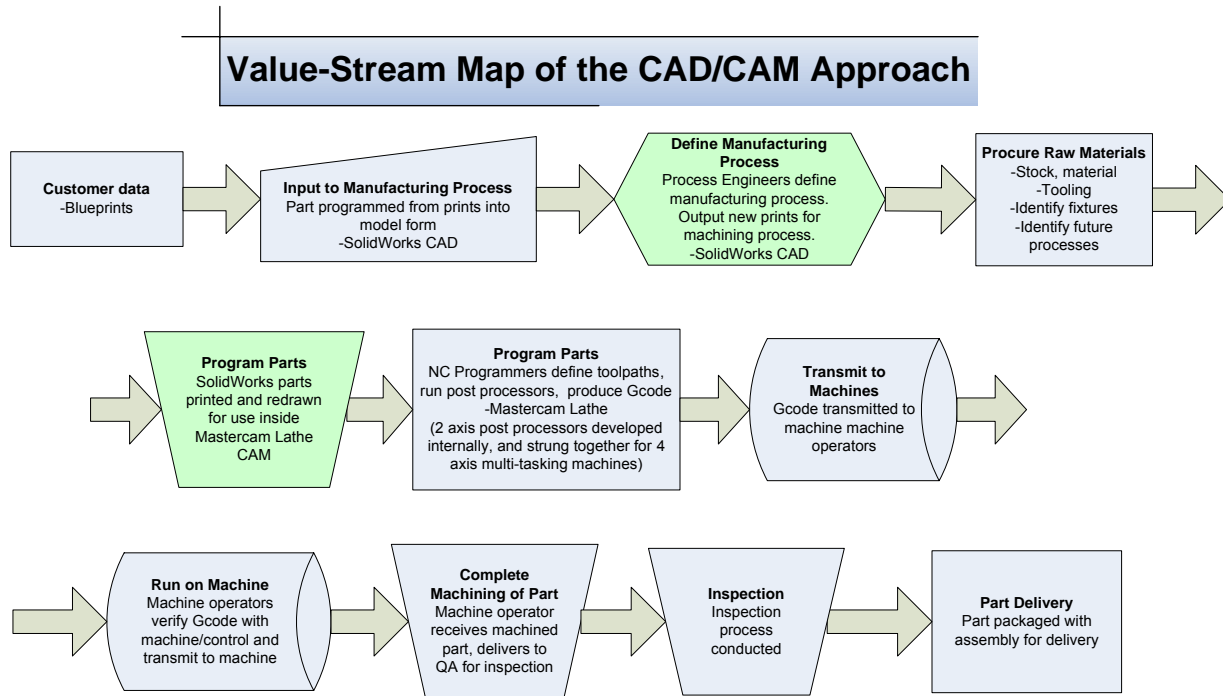 Value-Stream Map of the CAD/CAM Approach
Customer data
-Blueprints
Input to Manufacturing Process
Part programmed from prints into
model form
-SolidWorks CAD
Define Manufacturing
Process
Process Engineers define
manufacturing process.
Output new prints for
machining process.
-SolidWorks CAD
Procure Raw Materials
-Stock, material
-Tooling
-Identify fixtures
-Identify future
processes
Program Parts
SolidWorks parts
printed and redrawn
for use inside
Mastercam Lathe
CAM
Program Parts
NC Programmers define toolpaths,
run post processors, produce Gcode
-Mastercam Lathe
(2 axis post processors developed
internally, and strung together for 4
axis multi-tasking machines)
Transmit to
Machines
Gcode transmitted to
machine machine
operators
Run on Machine
Machine operators
verify Gcode with
machine/control and
transmit to machine
Complete
Machining of Part
Machine operator
receives machined
part, delivers to
QA for inspection
Inspection
Inspection
process
conducted
Part Delivery
Part packaged with
assembly for delivery